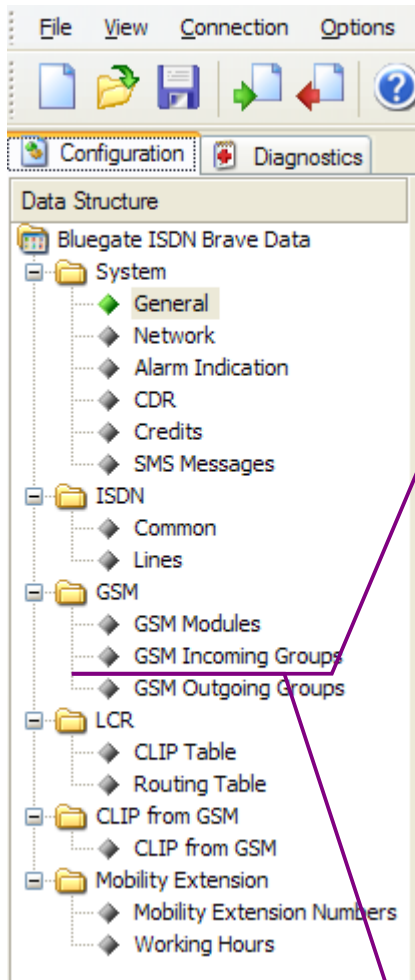 File View Connection Options
Configuration Diagnostics
Data Structure
Bluegate ISDN Brave Data
System
General
Network
Alarm Indication
CDR
Credits
SMS Messages
ISDN
Common
Lines
GSM
GSM Modules
GSM Incoming Groups
GSM Outgoing Groups
LCR
CLIP Table
Routing Table
CLIP from GSM
CLIP from GSM
Mobility Extension
Mobility Extension Numbers
Working Hours